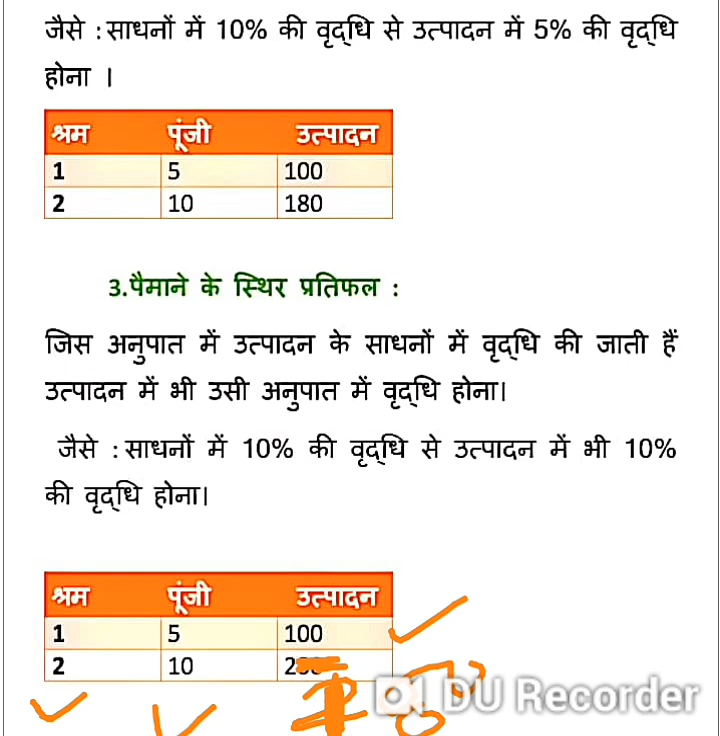 जैसे :साधनों में 10% की वृद्धि से उत्पादन में 5% की वृद्धि
होना ।
श्रम पूंजी उत्पादन
1 5 100
2 10 180
3.पैमाने के स्थिर प्रतिफल :
जिस अनुपात में उत्पादन के साधनों में वृद्धि की जाती हैं
उत्पादन में भी उसी अनुपात में वृद्धि होना।
जैसे :साधनों में 10% की वृद्धि से उत्पादन में भी 10%
की वृद्धि होना।
श्रम पूंजी उत्पादन
1 5 100
2 10
DU Recorder